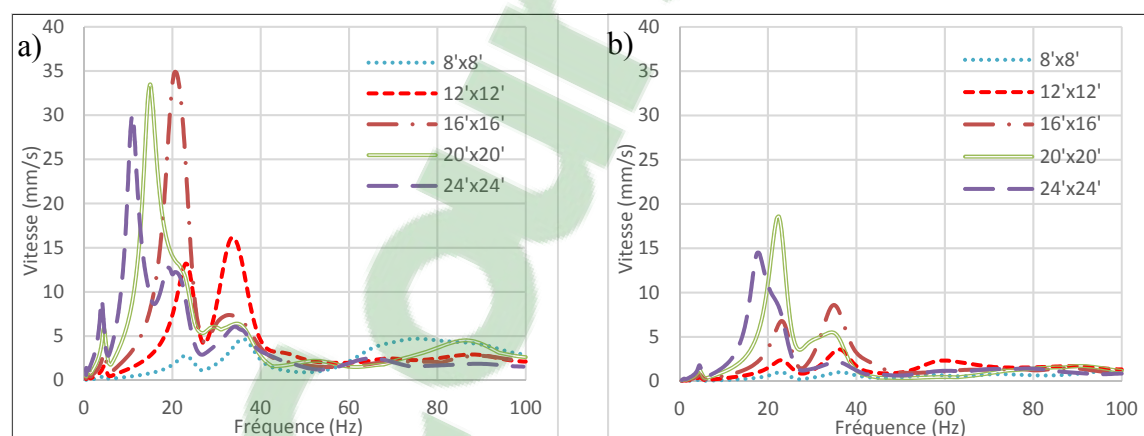 a)
40
35
30
25
20
15
10
5
0
Vitesse (mm/s)
8'x8'
12'x12'
16'x16'
20'x20'
24'x24'
0 20 40 60 80 100
Fréquence (Hz)
b)
40
35
30
25
20
15
10
5
0
Vitesse (mm/s)
8'x8'
12'x12'
16'x16'
20'x20'
24'x24'
0 20 40 60 80 100
Fréquence (Hz)